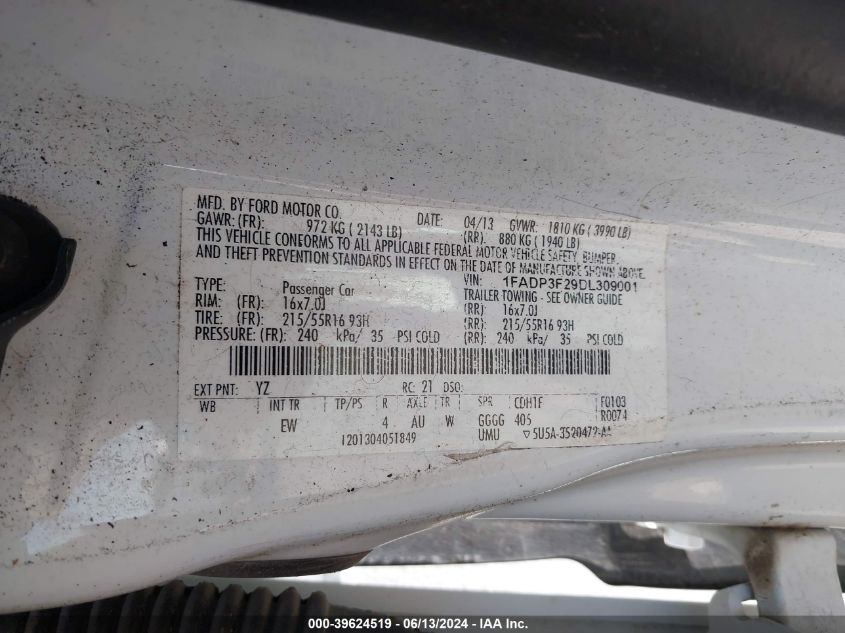 MFD. BY FORD MOTOR CO. DATE: 04/13 GVWR: 1810 KG ( 3990 LB)
GAWR: (FR): 972 KG ( 2143 LB) (RR): 880 KG ( 1940 LB)
THIS VEHICLE CONFORMS TO ALL APPLICABLE FEDERAL MOTOR VEHICLE SAFETY, BUMPER,
AND THEFT PREVENTION STANDARDS IN EFFECT ON THE DATE OF MANUFACTURE SHOWN ABOVE.
VIN: 1FADP3F29DL309001
TYPE: Passenger Car TRAILER TOWING - SEE OWNER GUIDE
RIM: (FR): 16x7.0J (RR): 16x7.0J
TIRE: (FR): 215/55R16 93H (RR): 215/55R16 93H
PRESSURE: (FR): 240 kPa/ 35 PSI COLD (RR): 240 kPa/ 35 PSI COLD
EXT PNT: YZ RC: 21 DSO:
WB INT TR TP/PS R AXLE TR SPR CDH1F F0103
EW 4 AU W GGGG 405 R0074
UMU ▽5U5A-3520472-AA
000-39624519 - 06/13/2024 - IAA Inc.